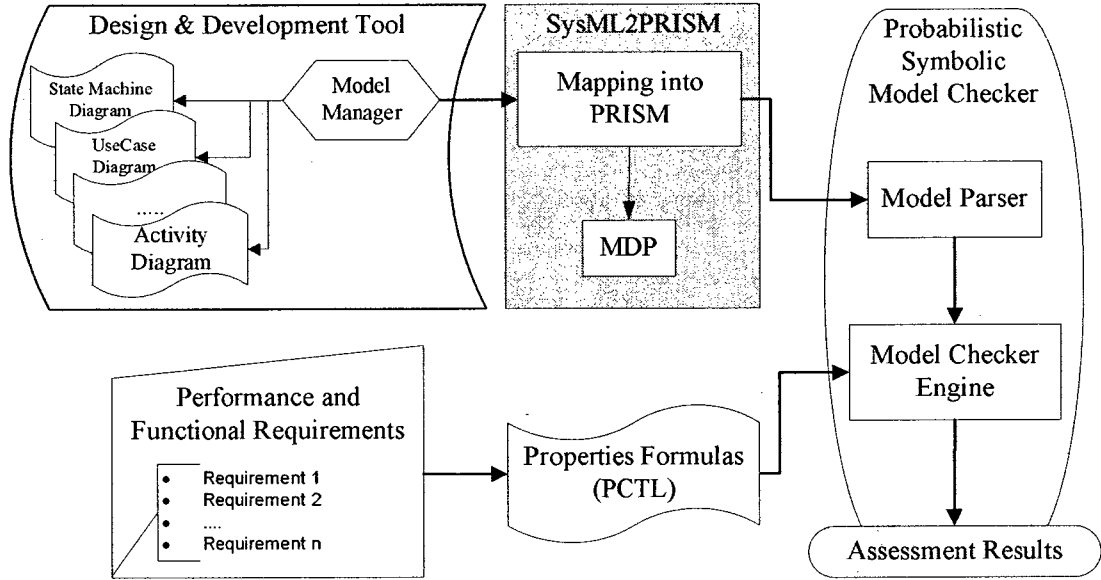 Design & Development Tool
State Machine
Diagram
UseCase
Diagram
.....
Activity
Diagram
Model
Manager
SysML2PRISM
Mapping into
PRISM
MDP
Probabilistic
Symbolic
Model Checker
Model Parser
Model Checker
Engine
Assessment Results
Performance and
Functional Requirements
• Requirement 1
• Requirement 2
• ....
• Requirement n
Properties Formulas
(PCTL)